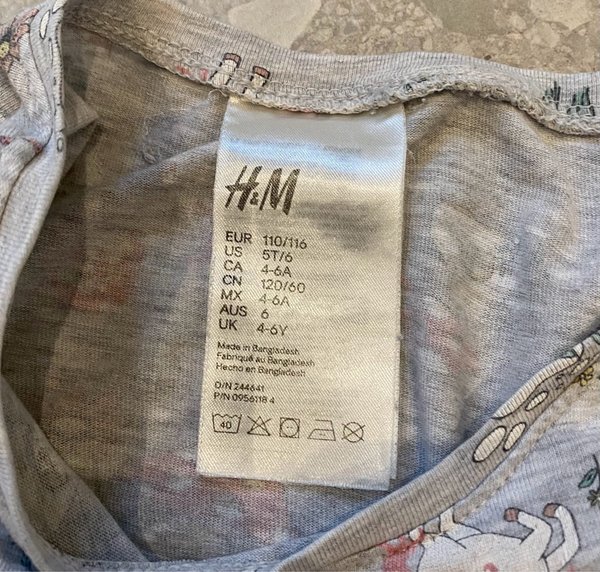 H&M
EUR 110/116
US 5T/6
CA 4-6A
CN 120/60
MX 4-6A
AUS 6
UK 4-6Y
Made in Bangladesh
Fabriqué au Bangladesh
Hecho en Bangladesh
O/N 244641
P/N 0956118 4
40